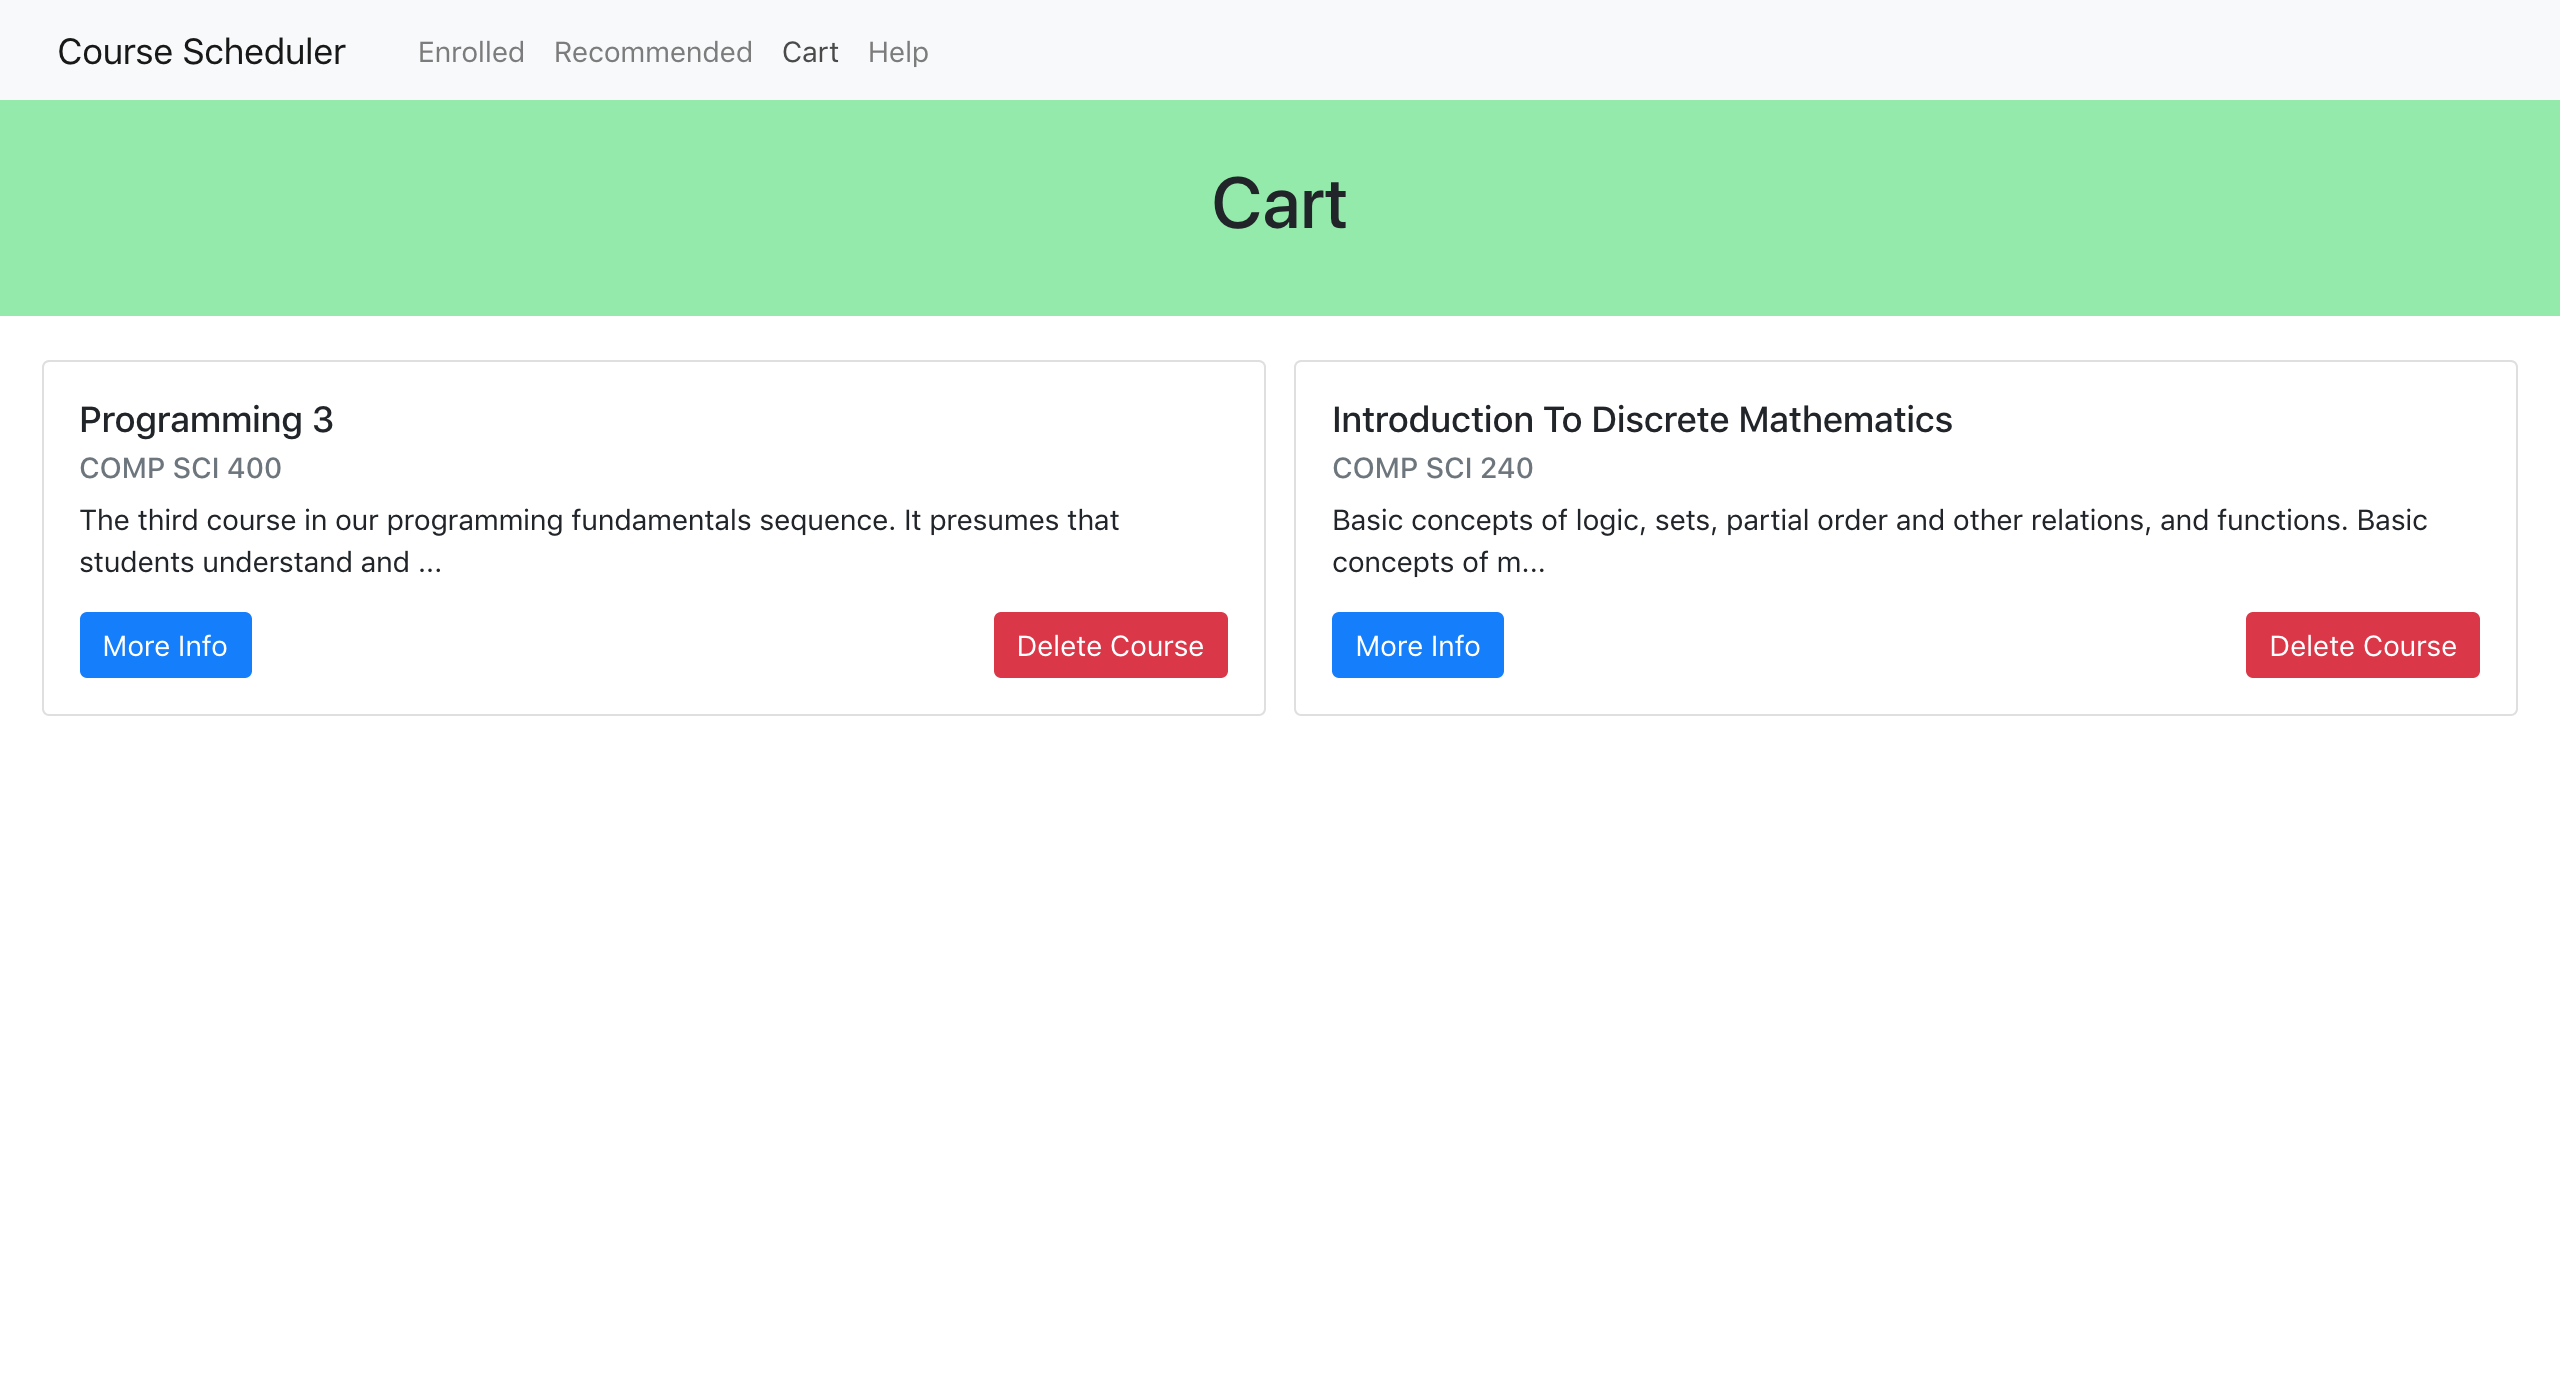 Course Scheduler Enrolled Recommended Cart Help
Cart
Programming 3
COMP SCI 400
The third course in our programming fundamentals sequence. It presumes that
students understand and ...
More Info Delete Course
Introduction To Discrete Mathematics
COMP SCI 240
Basic concepts of logic, sets, partial order and other relations, and functions. Basic
concepts of m...
More Info Delete Course